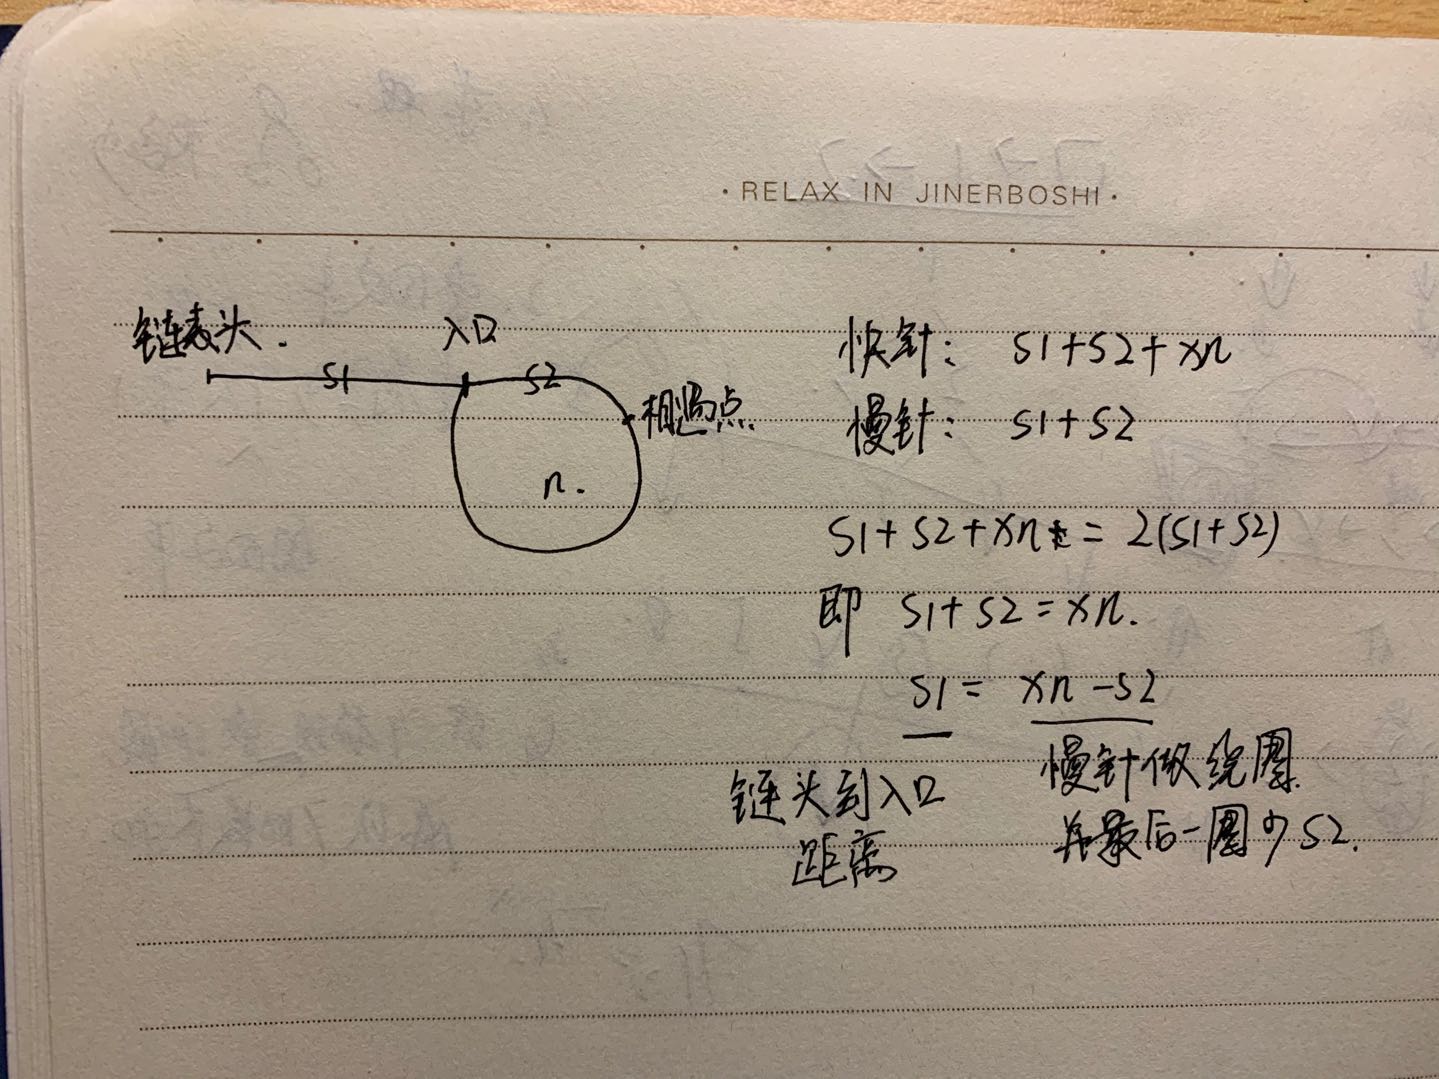 · RELAX IN JINERBOSHI ·
链表头.
入口
S1
S2
相遇点
n.
快针: S1+S2+xn
慢针: S1+S2
S1+S2+xn = 2(S1+S2)
即 S1+S2=xn.
S1 = xn-S2
链头到入口
距离
慢针做绕圈
并最后一圈少S2.